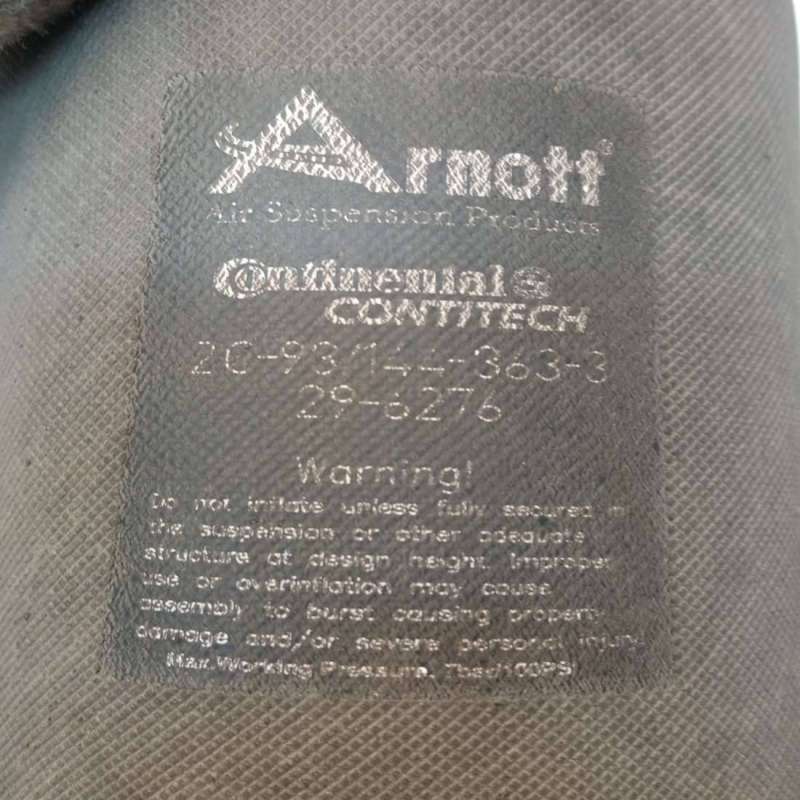 Arnott®
Air Suspension Products
Continental
CONTITECH
2C-93/144-363-3
29-6276
Warning!
Do not inflate unless fully secured in
the suspension or other adequate
structure at design height. Improper
use or overinflation may cause
assembly to burst causing property
damage and/or severe personal injury
Max.Working Pressure. 7bar/100PSI